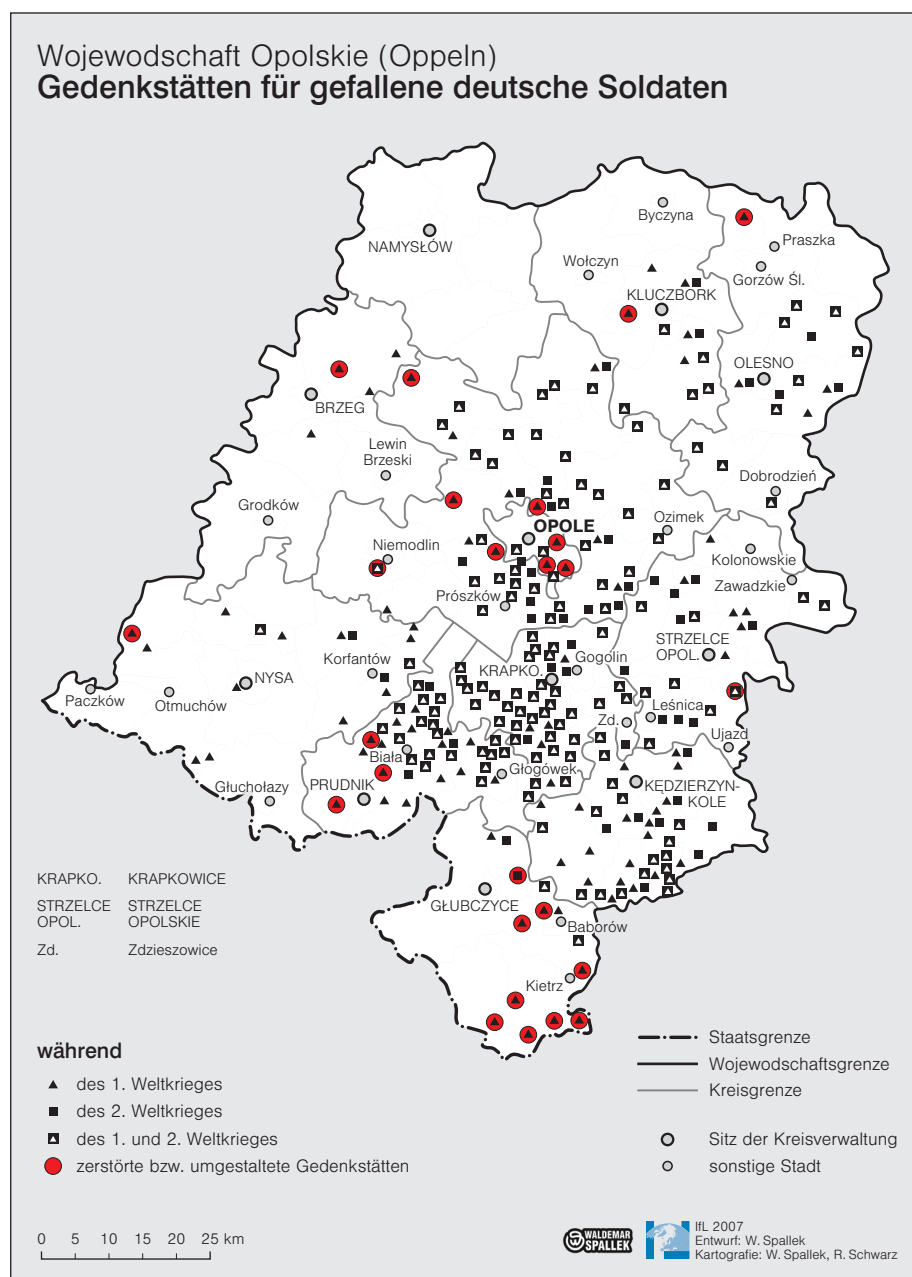 Wojewodschaft Opolskie (Oppeln)
Gedenkstätten für gefallene deutsche Soldaten
Byczyna
Praszka
NAMYSŁÓW
Wołczyn
Gorzów Śl.
KLUCZBORK
OLESNO
BRZEG
Lewin
Brzeski
Dobrodzień
Grodków
OPOLE
Ozimek
Niemodlin
Kolonowskie
Zawadzkie
Prószków
STRZELCE
OPOL.
Gogolin
KRAPKO.
Korfantów
NYSA
Paczków
Otmuchów
Leśnica
Zd.
Ujazd
Biała
Głogówek
KĘDZIERZYN-
KOLE
PRUDNIK
Głuchołazy
GŁUBCZYCE
Baborów
Kietrz
KRAPKO. KRAPKOWICE
STRZELCE STRZELCE
OPOL. OPOLSKIE
Zd. Zdzieszowice
während
des 1. Weltkrieges
des 2. Weltkrieges
des 1. und 2. Weltkrieges
zerstörte bzw. umgestaltete Gedenkstätten
Staatsgrenze
Wojewodschaftsgrenze
Kreisgrenze
Sitz der Kreisverwaltung
sonstige Stadt
0 5 10 15 20 25 km
WALDEMAR
SPALLEK
IfL 2007
Entwurf: W. Spallek
Kartografie: W. Spallek, R. Schwarz